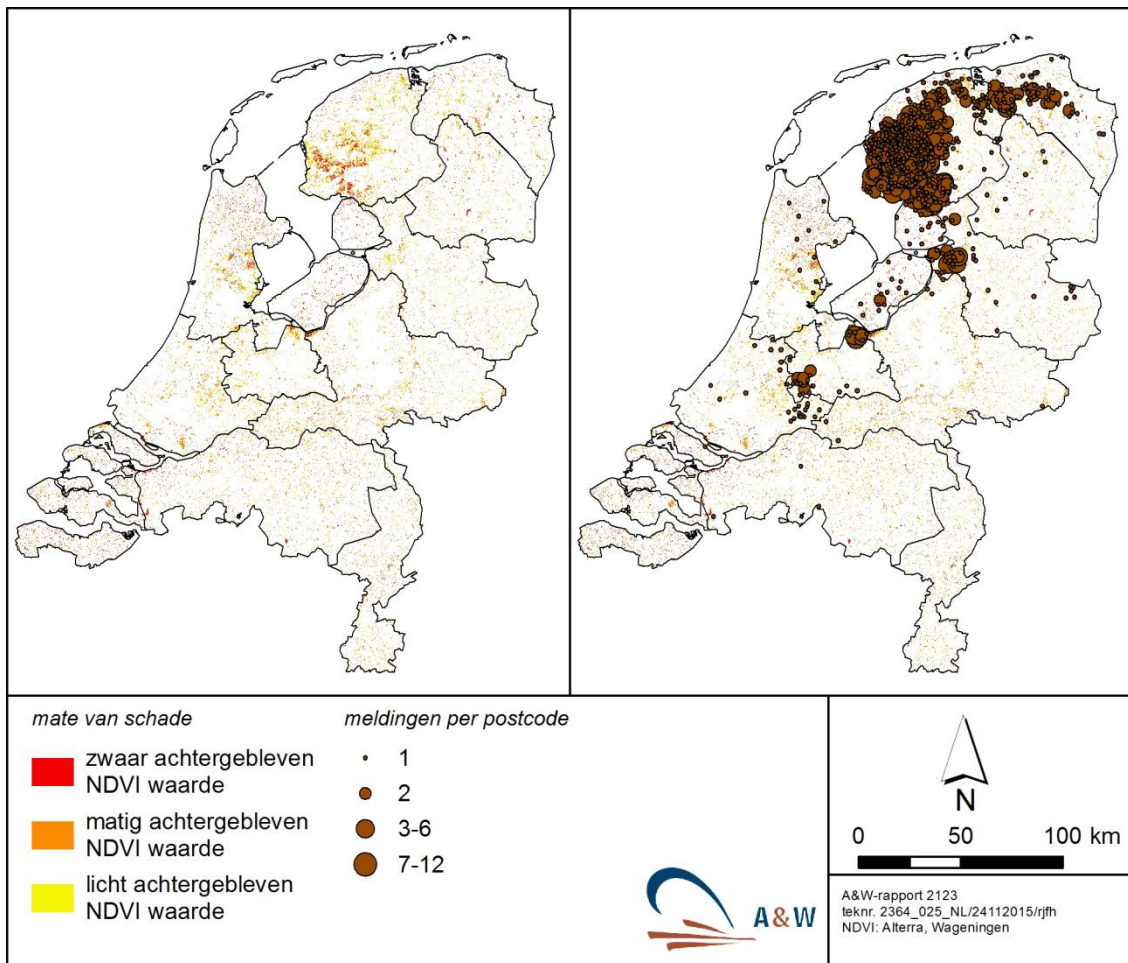 mate van schade
zwaar achtergebleven
NDVI waarde
matig achtergebleven
NDVI waarde
licht achtergebleven
NDVI waarde
meldingen per postcode
1
2
3-6
7-12
A&W
N
0 50 100 km
A&W-rapport 2123
teknr. 2364_025_NL/24112015/rjfh
NDVI: Alterra, Wageningen